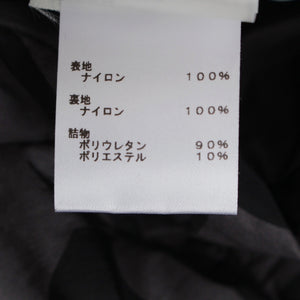 表地
ナイロン １００％
裏地
ナイロン １００％
詰物
ポリウレタン ９０％
ポリエステル １０％